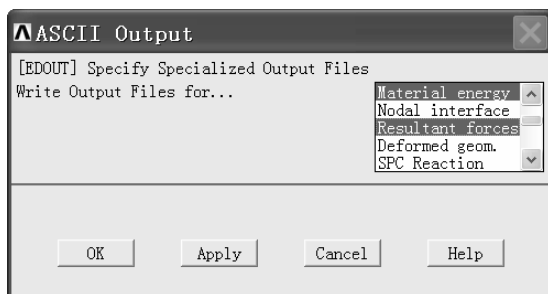 ASCII Output
[EDOUT] Specify Specialized Output Files
Write Output Files for...
Material energy
Nodal interface
Resultant forces
Deformed geom.
SPC Reaction
OK
Apply
Cancel
Help